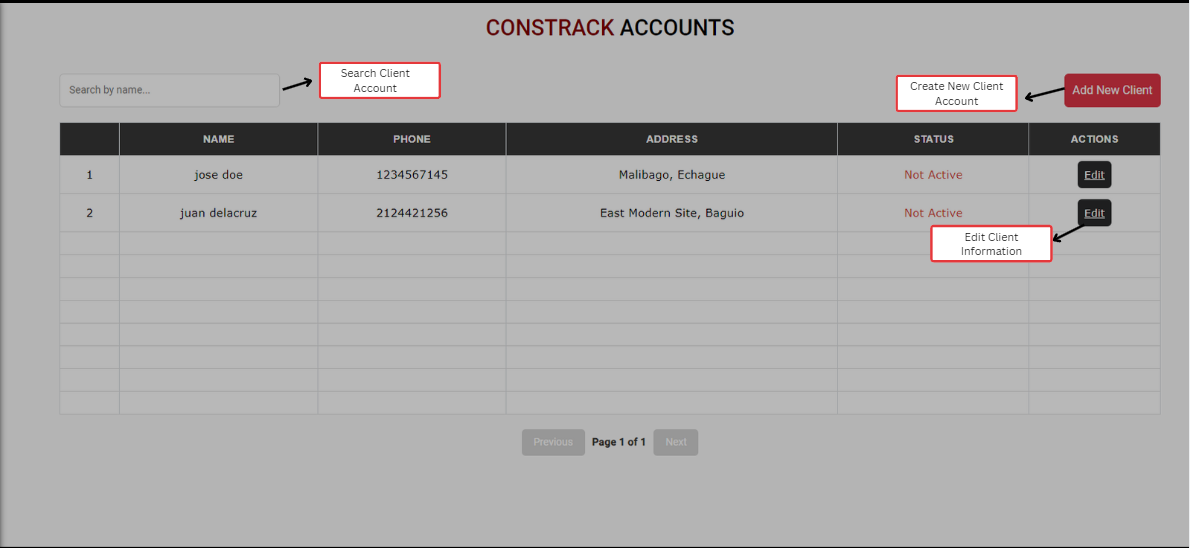 CONSTRACK ACCOUNTS
Search by name...
Search Client
Account
Create New Client
Account
Add New Client
NAME PHONE ADDRESS STATUS ACTIONS
1 jose doe 1234567145 Malibago, Echague Not Active Edit
2 juan delacruz 2124421256 East Modern Site, Baguio Not Active Edit
Edit Client
Information
Previous Page 1 of 1 Next